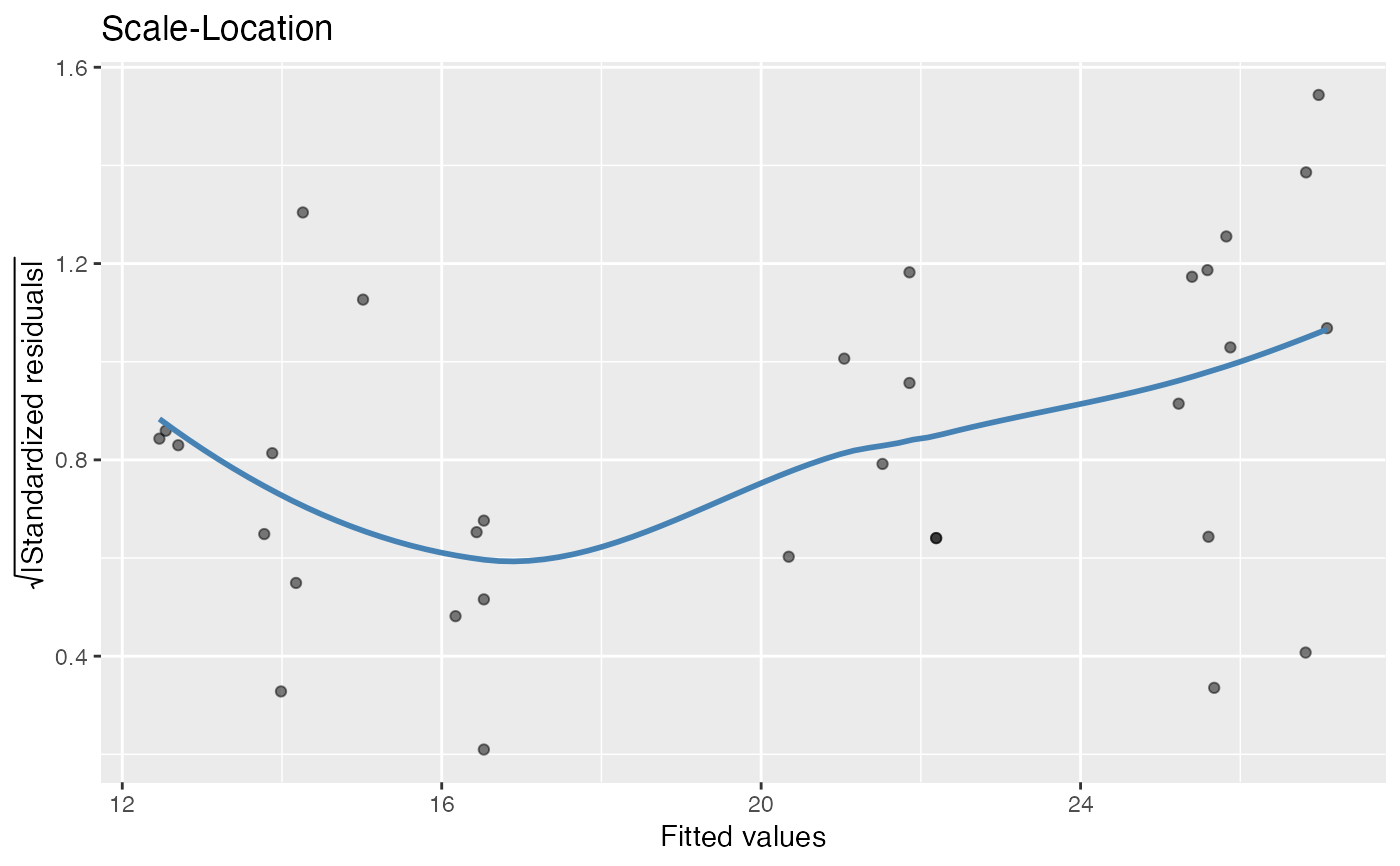 Scale-Location
1.6
1.2
0.8
0.4
√|Standardized residuals|
12 16 20 24
Fitted values